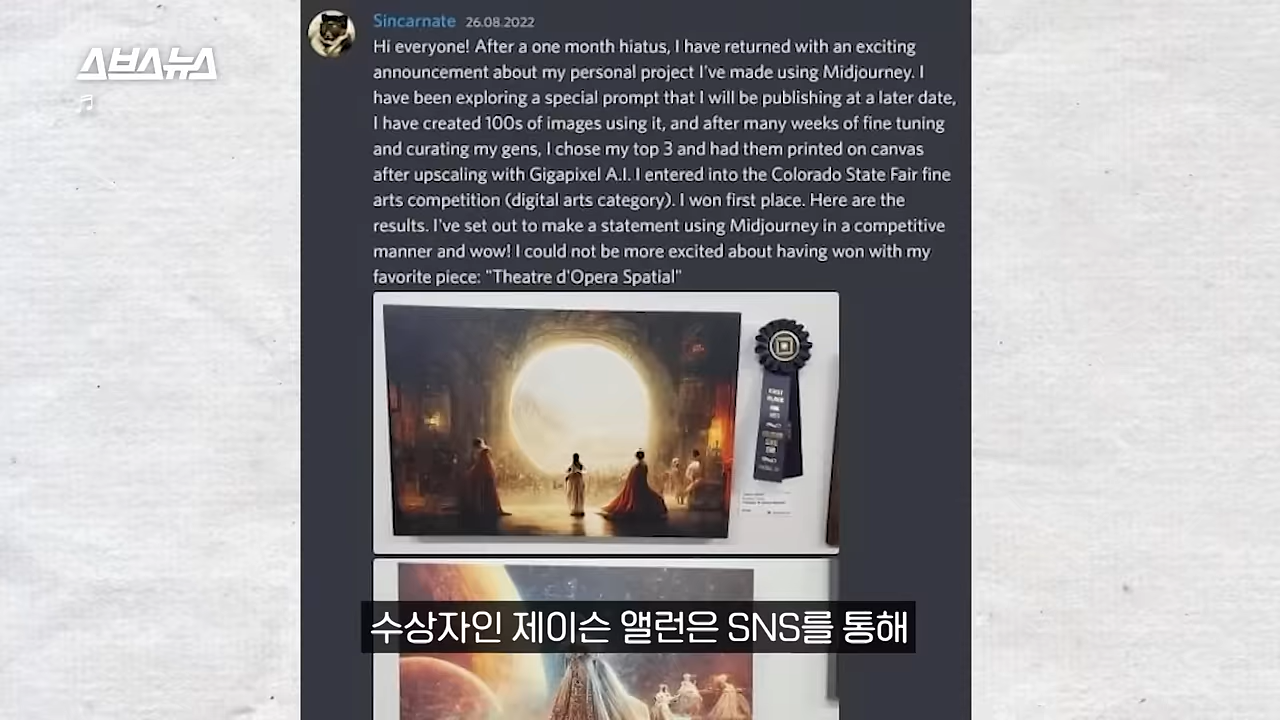 스브스뉴스
Sincarnate 26.08.2022
Hi everyone! After a one month hiatus, I have returned with an exciting
announcement about my personal project I've made using Midjourney. I
have been exploring a special prompt that I will be publishing at a later date,
I have created 100s of images using it, and after many weeks of fine tuning
and curating my gens, I chose my top 3 and had them printed on canvas
after upscaling with Gigapixel A.I. I entered into the Colorado State Fair fine
arts competition (digital arts category). I won first place. Here are the
results. I've set out to make a statement using Midjourney in a competitive
manner and wow! I could not be more excited about having won with my
favorite piece: "Theatre d'Opera Spatial"
수상자인 제이슨 앨런은 SNS를 통해